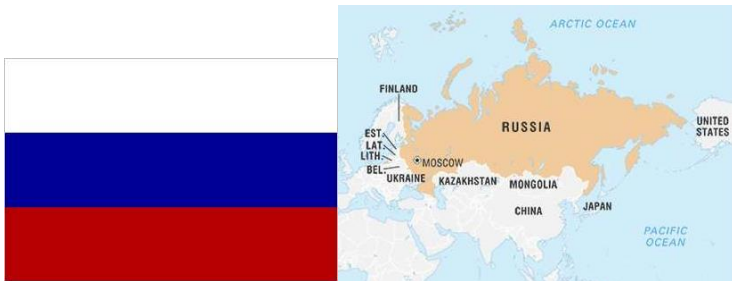 ARCTIC OCEAN
FINLAND
RUSSIA
UNITED
STATES
EST.
LAT.
LITH.
MOSCOW
BEL.
UKRAINE
KAZAKHSTAN
MONGOLIA
JAPAN
CHINA
PACIFIC
OCEAN